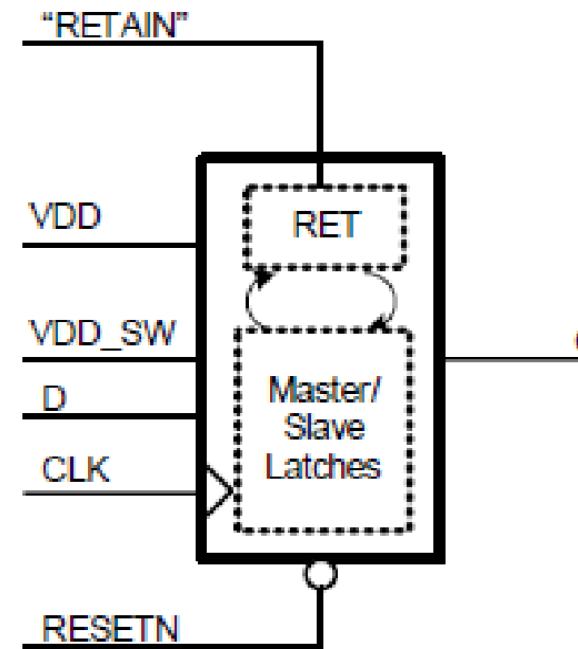 “RETAIN”
VDD
RET
VDD_SW
D
Master/
Slave
Latches
CLK
RESETN